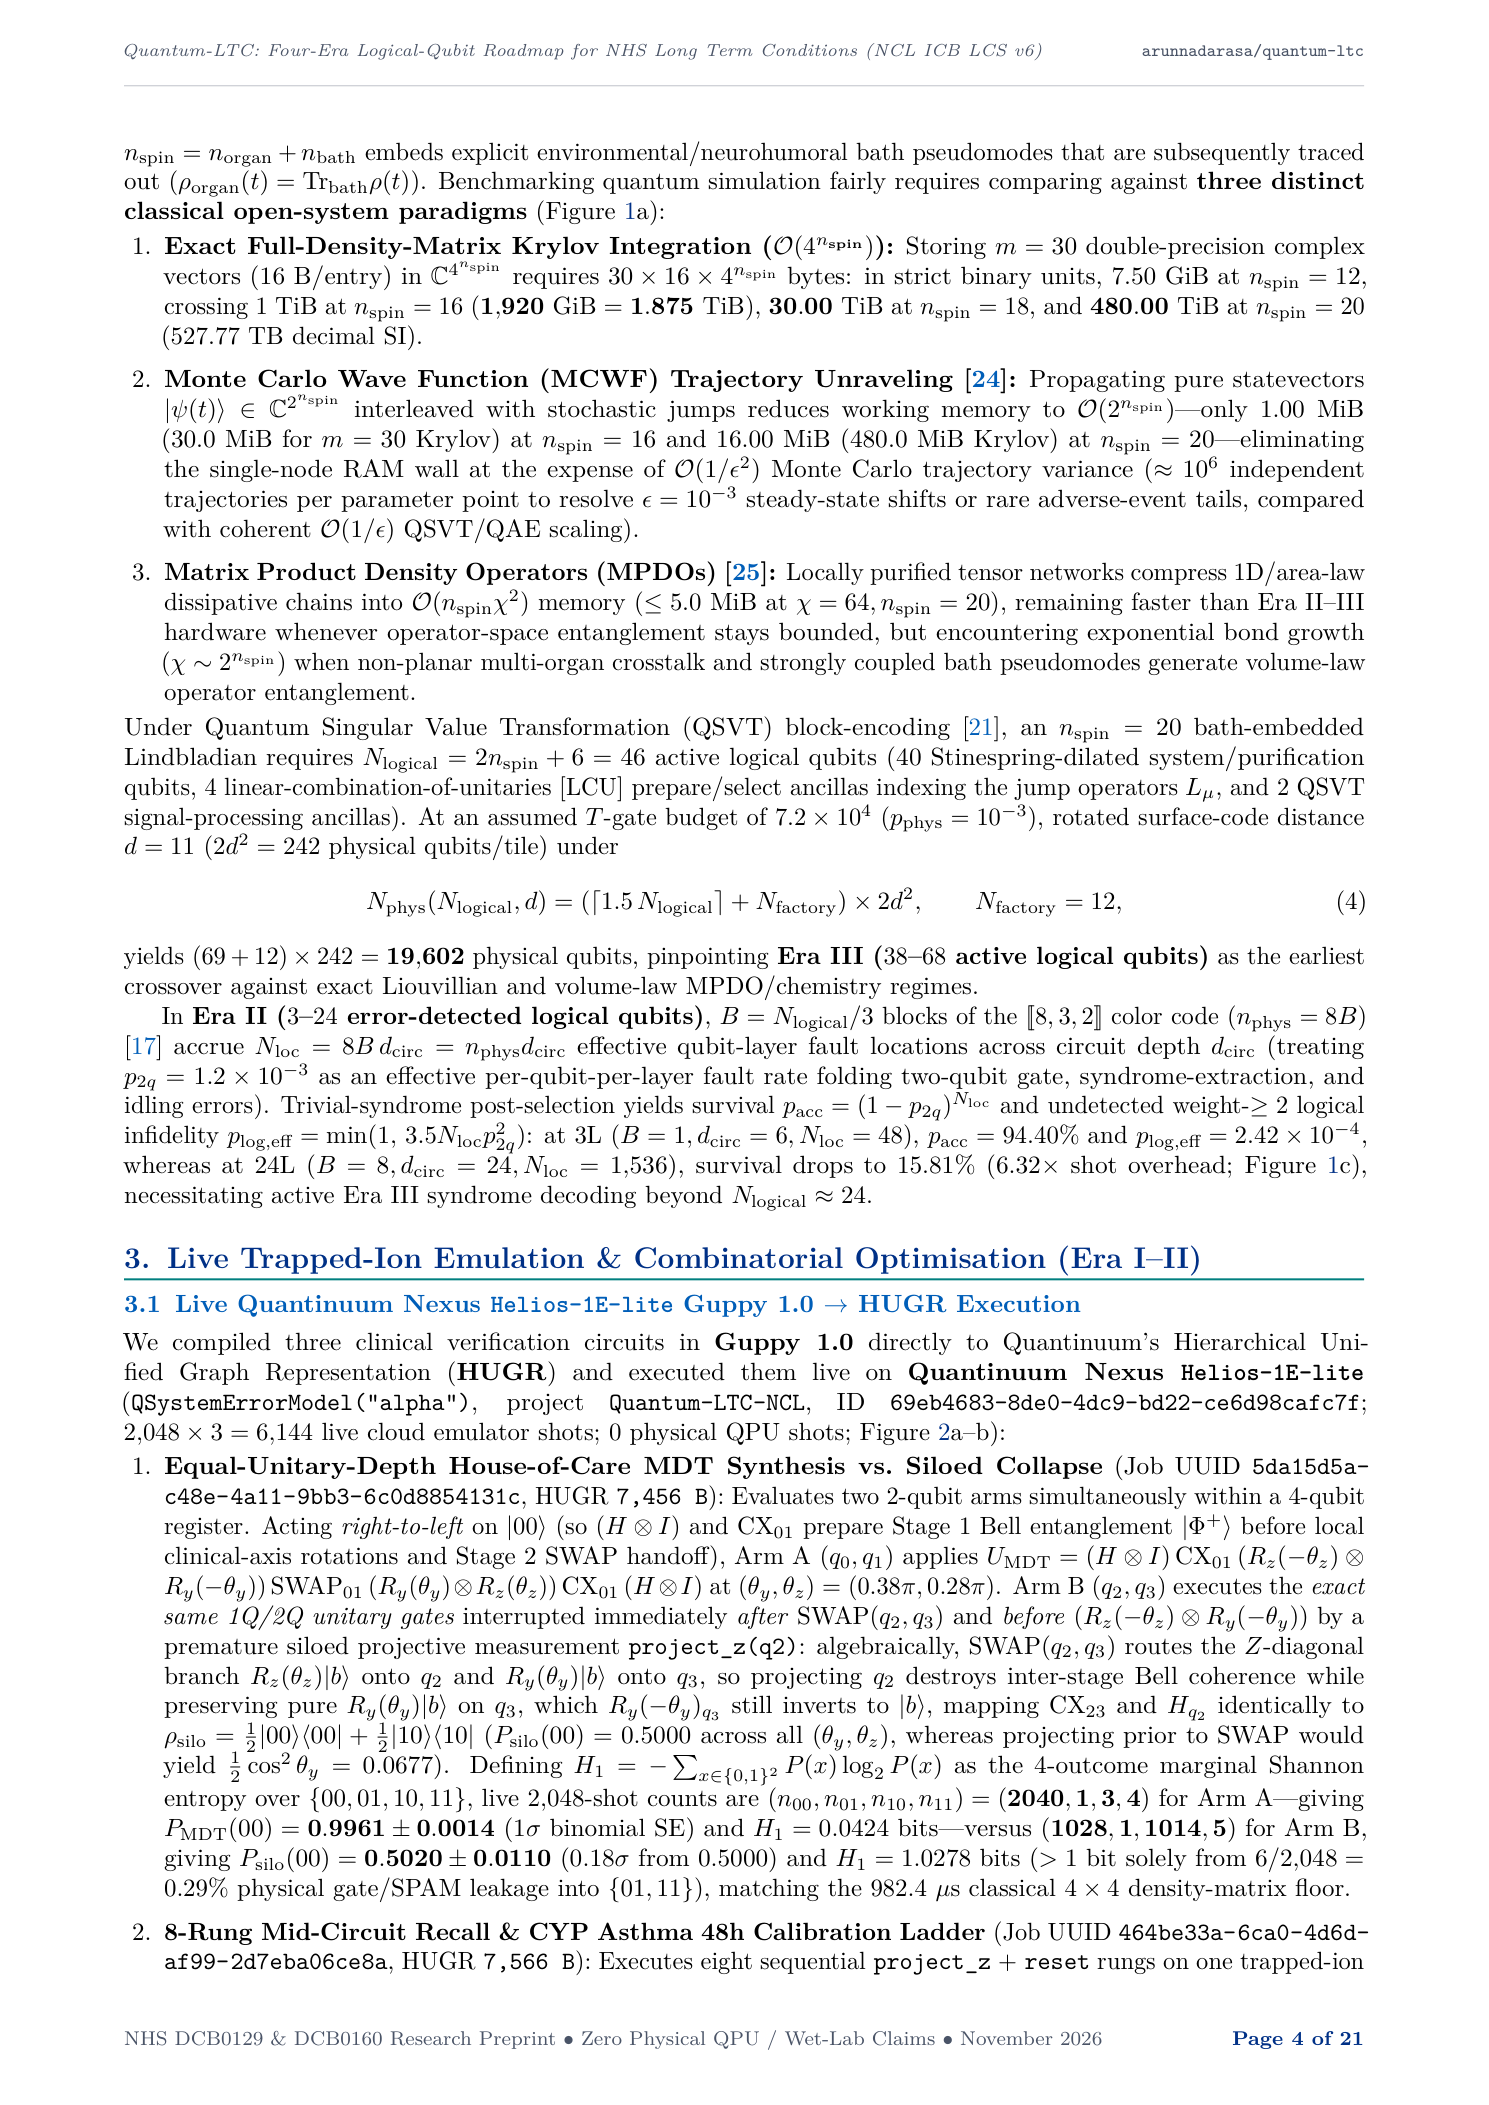 Quantum-LTC: Four-Era Logical-Qubit Roadmap for NHS Long Term Conditions (NCL ICB LCS v6) arunnadarasa/quantum-ltc
n_spin = n_organ + n_bath embeds explicit environmental/neurohumoral bath pseudomodes that are subsequently traced
out (ρ_organ(t) = Tr_bath ρ(t)). Benchmarking quantum simulation fairly requires comparing against three distinct
classical open-system paradigms (Figure 1a):
1. Exact Full-Density-Matrix Krylov Integration (𝒪(4^{n_spin})): Storing m = 30 double-precision complex
vectors (16 B/entry) in ℂ^{4^{n_spin}} requires 30 × 16 × 4^{n_spin} bytes: in strict binary units, 7.50 GiB at n_spin = 12,
crossing 1 TiB at n_spin = 16 (1,920 GiB = 1.875 TiB), 30.00 TiB at n_spin = 18, and 480.00 TiB at n_spin = 20
(527.77 TB decimal SI).
2. Monte Carlo Wave Function (MCWF) Trajectory Unraveling [24]: Propagating pure statevectors
|ψ(t)⟩ ∈ ℂ^{2^{n_spin}} interleaved with stochastic jumps reduces working memory to 𝒪(2^{n_spin})—only 1.00 MiB
(30.0 MiB for m = 30 Krylov) at n_spin = 16 and 16.00 MiB (480.0 MiB Krylov) at n_spin = 20—eliminating
the single-node RAM wall at the expense of 𝒪(1/ϵ²) Monte Carlo trajectory variance (≈ 10⁶ independent
trajectories per parameter point to resolve ϵ = 10⁻³ steady-state shifts or rare adverse-event tails, compared
with coherent 𝒪(1/ϵ) QSVT/QAE scaling).
3. Matrix Product Density Operators (MPDOs) [25]: Locally purified tensor networks compress 1D/area-law
dissipative chains into 𝒪(n_spin χ²) memory (≤ 5.0 MiB at χ = 64, n_spin = 20), remaining faster than Era II–III
hardware whenever operator-space entanglement stays bounded, but encountering exponential bond growth
(χ ∼ 2^{n_spin}) when non-planar multi-organ crosstalk and strongly coupled bath pseudomodes generate volume-law
operator entanglement.
Under Quantum Singular Value Transformation (QSVT) block-encoding [21], an n_spin = 20 bath-embedded
Lindbladian requires N_logical = 2n_spin + 6 = 46 active logical qubits (40 Stinespring-dilated system/purification
qubits, 4 linear-combination-of-unitaries [LCU] prepare/select ancillas indexing the jump operators L_μ, and 2 QSVT
signal-processing ancillas). At an assumed T-gate budget of 7.2 × 10⁴ (p_phys = 10⁻³), rotated surface-code distance
d = 11 (2d² = 242 physical qubits/tile) under
N_phys(N_logical, d) = (⌈1.5 N_logical⌉ + N_factory) × 2d², N_factory = 12, (4)
yields (69 + 12) × 242 = 19,602 physical qubits, pinpointing Era III (38–68 active logical qubits) as the earliest
crossover against exact Liouvillian and volume-law MPDO/chemistry regimes.
In Era II (3–24 error-detected logical qubits), B = N_logical/3 blocks of the ⟦8, 3, 2⟧ color code (n_phys = 8B)
[17] accrue N_loc = 8B d_circ = n_phys d_circ effective qubit-layer fault locations across circuit depth d_circ (treating
p_2q = 1.2 × 10⁻³ as an effective per-qubit-per-layer fault rate folding two-qubit gate, syndrome-extraction, and
idling errors). Trivial-syndrome post-selection yields survival p_acc = (1 − p_2q)^{N_loc} and undetected weight-≥ 2 logical
infidelity p_log,eff = min(1, 3.5N_loc p²_2q): at 3L (B = 1, d_circ = 6, N_loc = 48), p_acc = 94.40% and p_log,eff = 2.42 × 10⁻⁴,
whereas at 24L (B = 8, d_circ = 24, N_loc = 1,536), survival drops to 15.81% (6.32× shot overhead; Figure 1c),
necessitating active Era III syndrome decoding beyond N_logical ≈ 24.
3. Live Trapped-Ion Emulation & Combinatorial Optimisation (Era I–II)
3.1 Live Quantinuum Nexus Helios-1E-lite Guppy 1.0 → HUGR Execution
We compiled three clinical verification circuits in Guppy 1.0 directly to Quantinuum's Hierarchical Uni-
fied Graph Representation (HUGR) and executed them live on Quantinuum Nexus Helios-1E-lite
(QSystemErrorModel("alpha"), project Quantum-LTC-NCL, ID 69eb4683-8de0-4dc9-bd22-ce6d98cafc7f;
2,048 × 3 = 6,144 live cloud emulator shots; 0 physical QPU shots; Figure 2a–b):
1. Equal-Unitary-Depth House-of-Care MDT Synthesis vs. Siloed Collapse (Job UUID 5da15d5a-
c48e-4a11-9bb3-6c0d8854131c, HUGR 7,456 B): Evaluates two 2-qubit arms simultaneously within a 4-qubit
register. Acting right-to-left on |00⟩ (so (H ⊗ I) and CX₀₁ prepare Stage 1 Bell entanglement |Φ⁺⟩ before local
clinical-axis rotations and Stage 2 SWAP handoff), Arm A (q₀, q₁) applies U_MDT = (H ⊗ I) CX₀₁ (R_z(−θ_z) ⊗
R_y(−θ_y)) SWAP₀₁ (R_y(θ_y)⊗R_z(θ_z)) CX₀₁ (H⊗I) at (θ_y, θ_z) = (0.38π, 0.28π). Arm B (q₂, q₃) executes the exact
same 1Q/2Q unitary gates interrupted immediately after SWAP(q₂, q₃) and before (R_z(−θ_z) ⊗ R_y(−θ_y)) by a
premature siloed projective measurement project_z(q2): algebraically, SWAP(q₂, q₃) routes the Z-diagonal
branch R_z(θ_z)|b⟩ onto q₂ and R_y(θ_y)|b⟩ onto q₃, so projecting q₂ destroys inter-stage Bell coherence while
preserving pure R_y(θ_y)|b⟩ on q₃, which R_y(−θ_y)_{q₃} still inverts to |b⟩, mapping CX₂₃ and H_{q₂} identically to
ρ_silo = ½|00⟩⟨00| + ½|10⟩⟨10| (P_silo(00) = 0.5000 across all (θ_y, θ_z), whereas projecting prior to SWAP would
yield ½ cos² θ_y = 0.0677). Defining H₁ = −∑_{x∈{0,1}²} P(x) log₂ P(x) as the 4-outcome marginal Shannon
entropy over {00, 01, 10, 11}, live 2,048-shot counts are (n₀₀, n₀₁, n₁₀, n₁₁) = (2040, 1, 3, 4) for Arm A—giving
P_MDT(00) = 0.9961 ± 0.0014 (1σ binomial SE) and H₁ = 0.0424 bits—versus (1028, 1, 1014, 5) for Arm B,
giving P_silo(00) = 0.5020 ± 0.0110 (0.18σ from 0.5000) and H₁ = 1.0278 bits (> 1 bit solely from 6/2,048 =
0.29% physical gate/SPAM leakage into {01, 11}), matching the 982.4 μs classical 4 × 4 density-matrix floor.
2. 8-Rung Mid-Circuit Recall & CYP Asthma 48h Calibration Ladder (Job UUID 464be33a-6ca0-4d6d-
af99-2d7eba06ce8a, HUGR 7,566 B): Executes eight sequential project_z + reset rungs on one trapped-ion
NHS DCB0129 & DCB0160 Research Preprint • Zero Physical QPU / Wet-Lab Claims • November 2026 Page 4 of 21